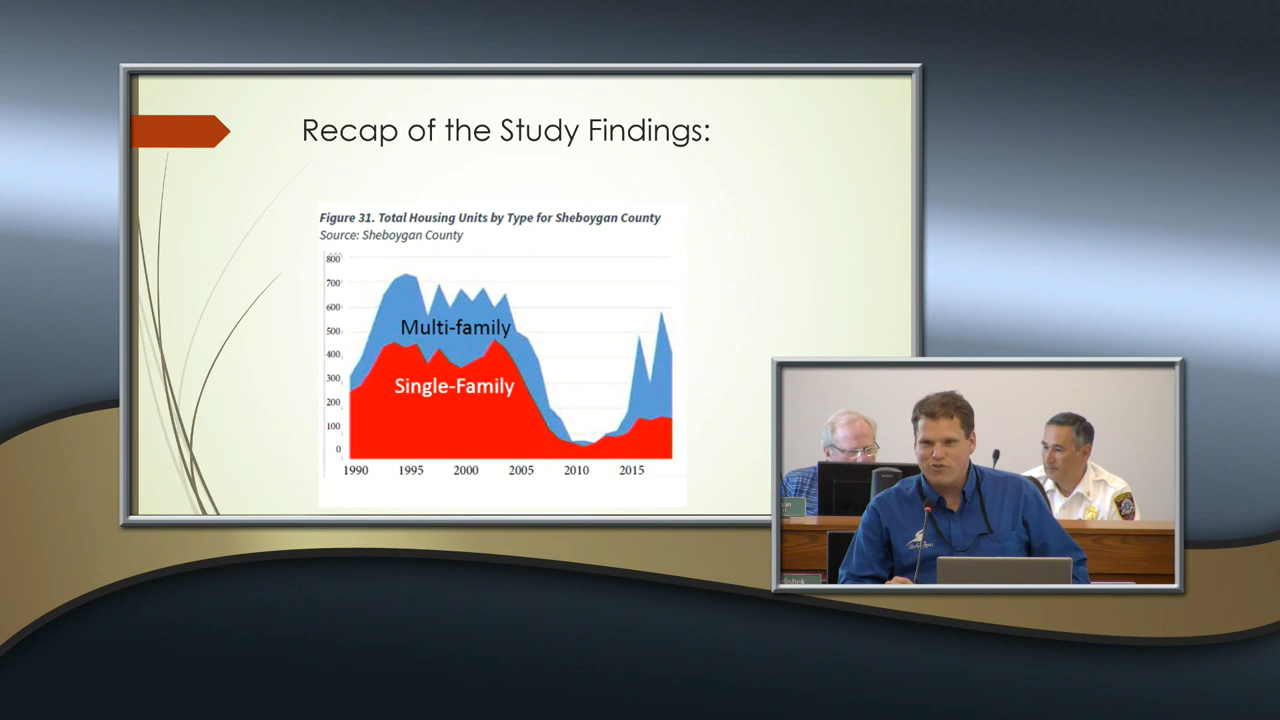 Recap of the Study Findings:
Figure 31. Total Housing Units by Type for Sheboygan County
Source: Sheboygan County
800
700
600
500
400
300
200
100
0
Multi-family
Single-Family
1990 1995 2000 2005 2010 2015